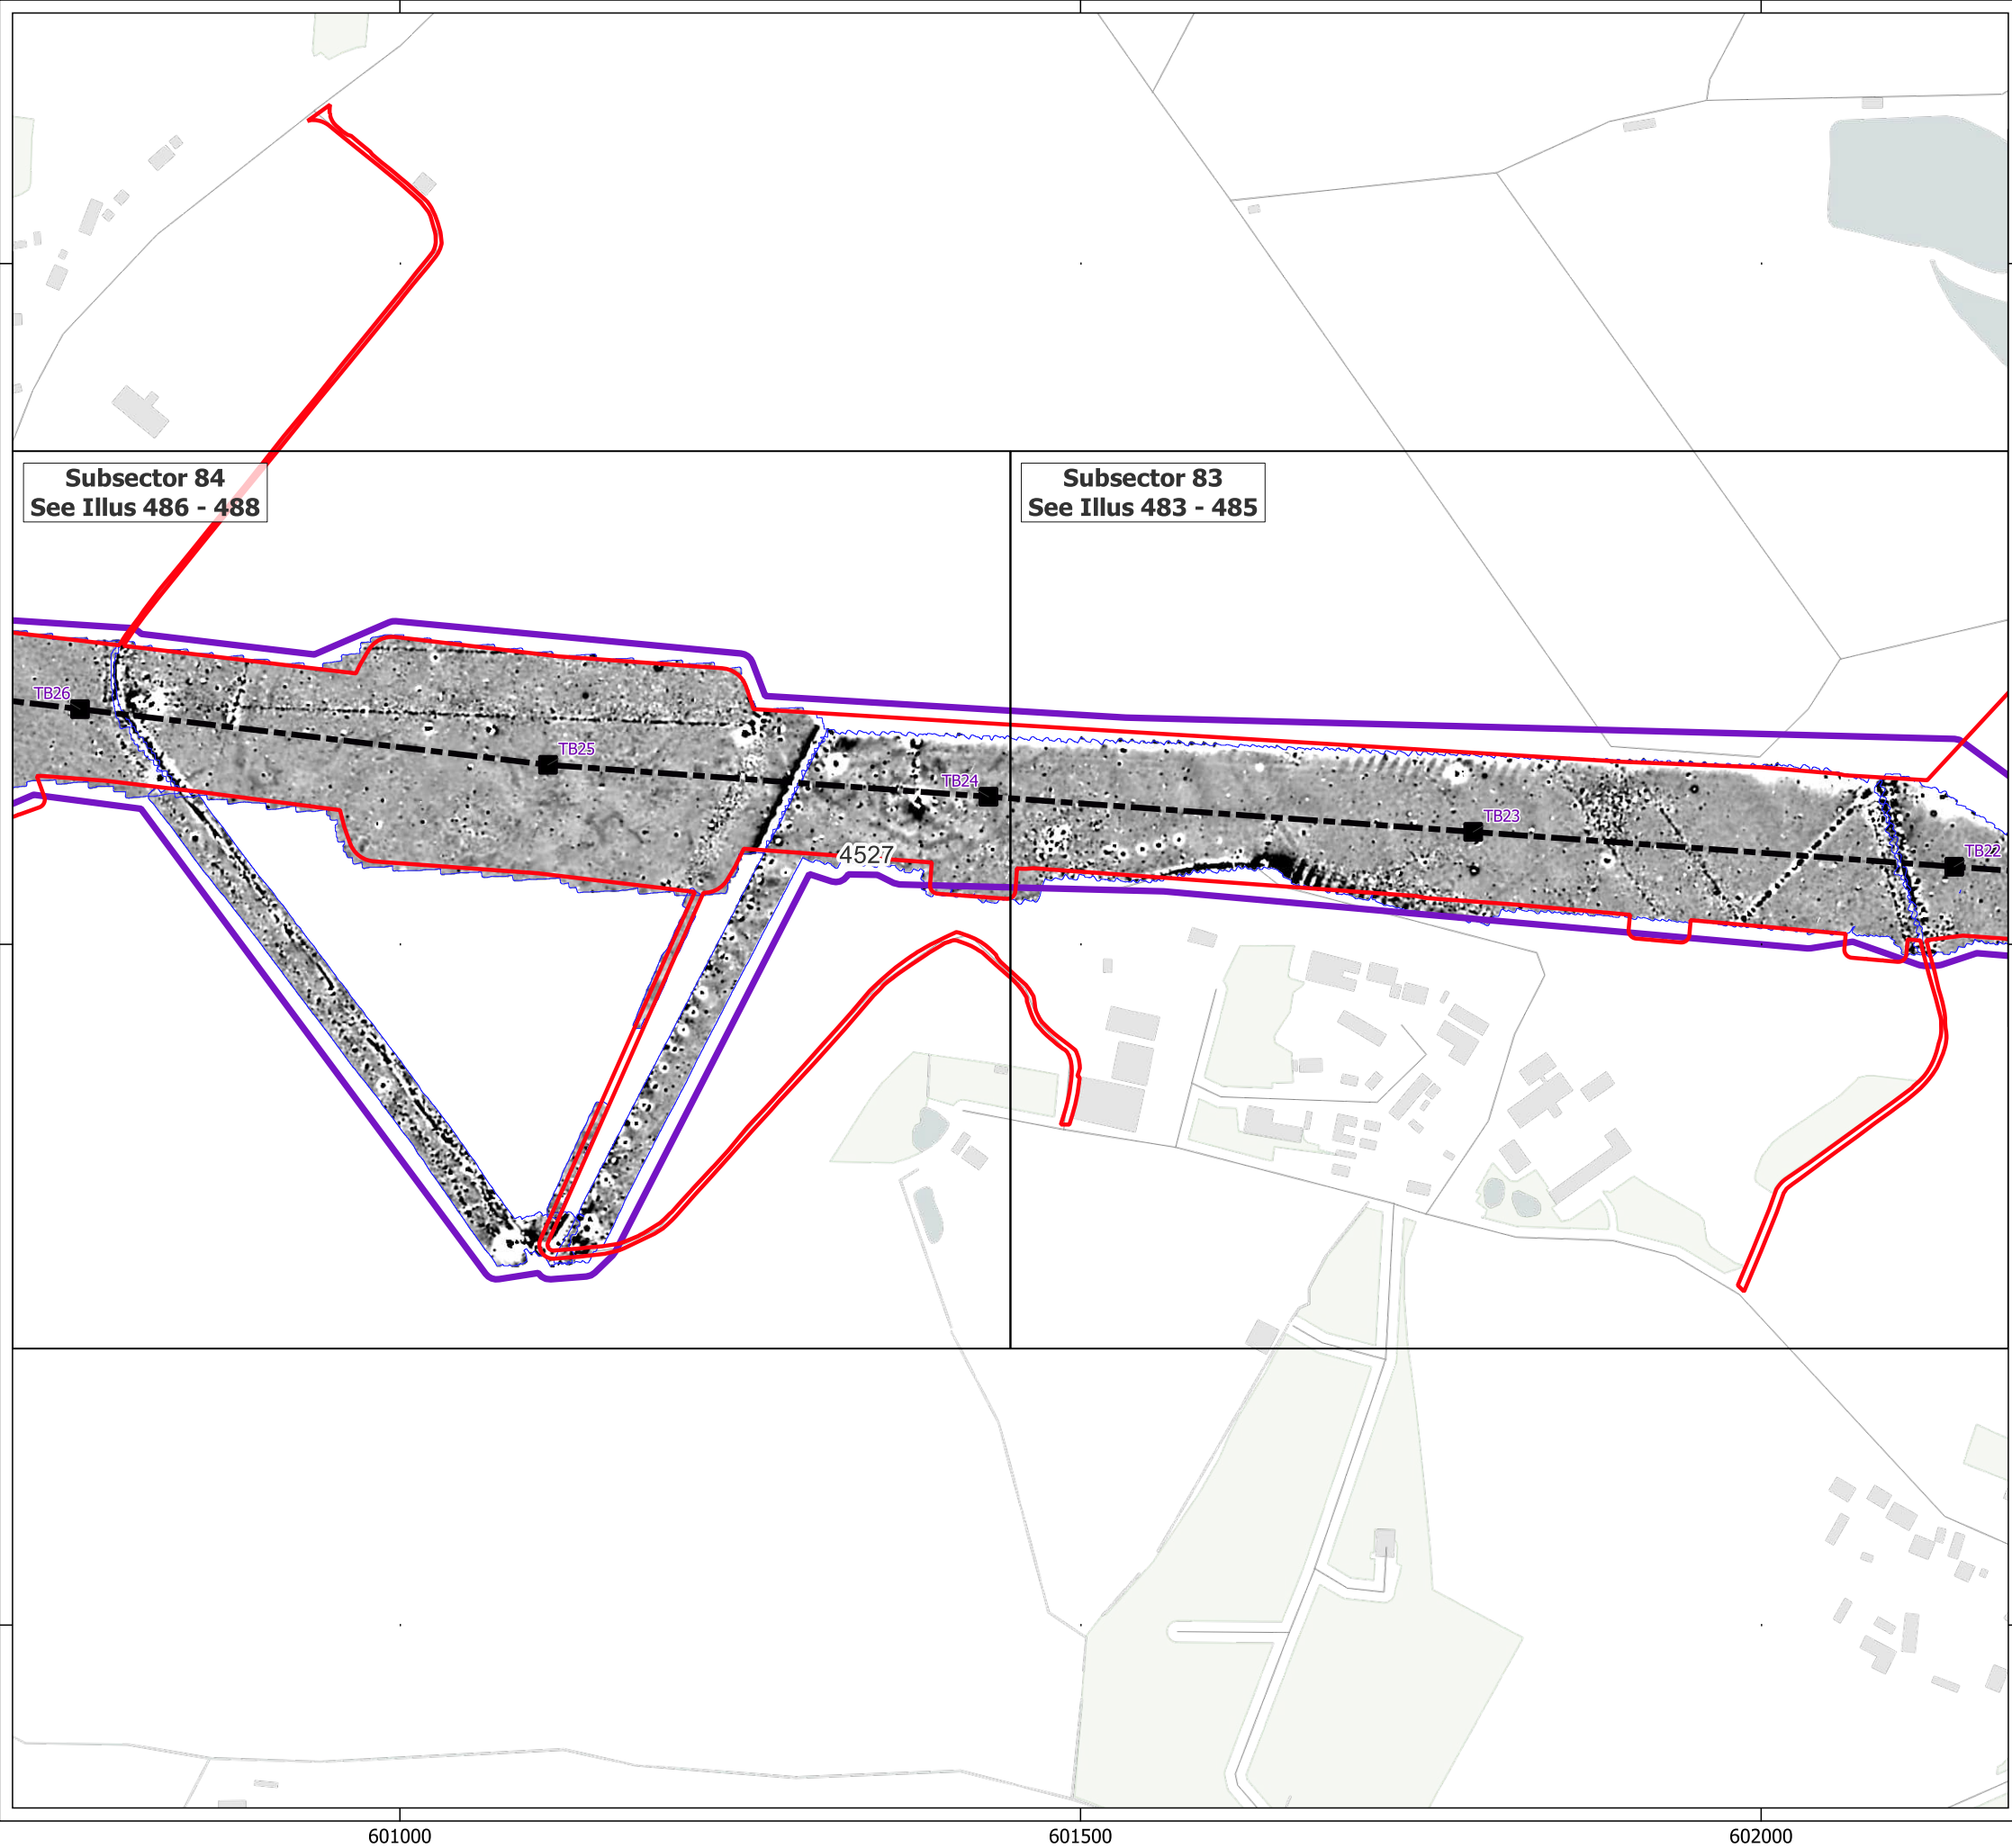 Subsector 84
See Illus 486 - 488
Subsector 83
See Illus 483 - 485
TB26
TB25
TB24
TB23
TB22
4527
601000
601500
602000